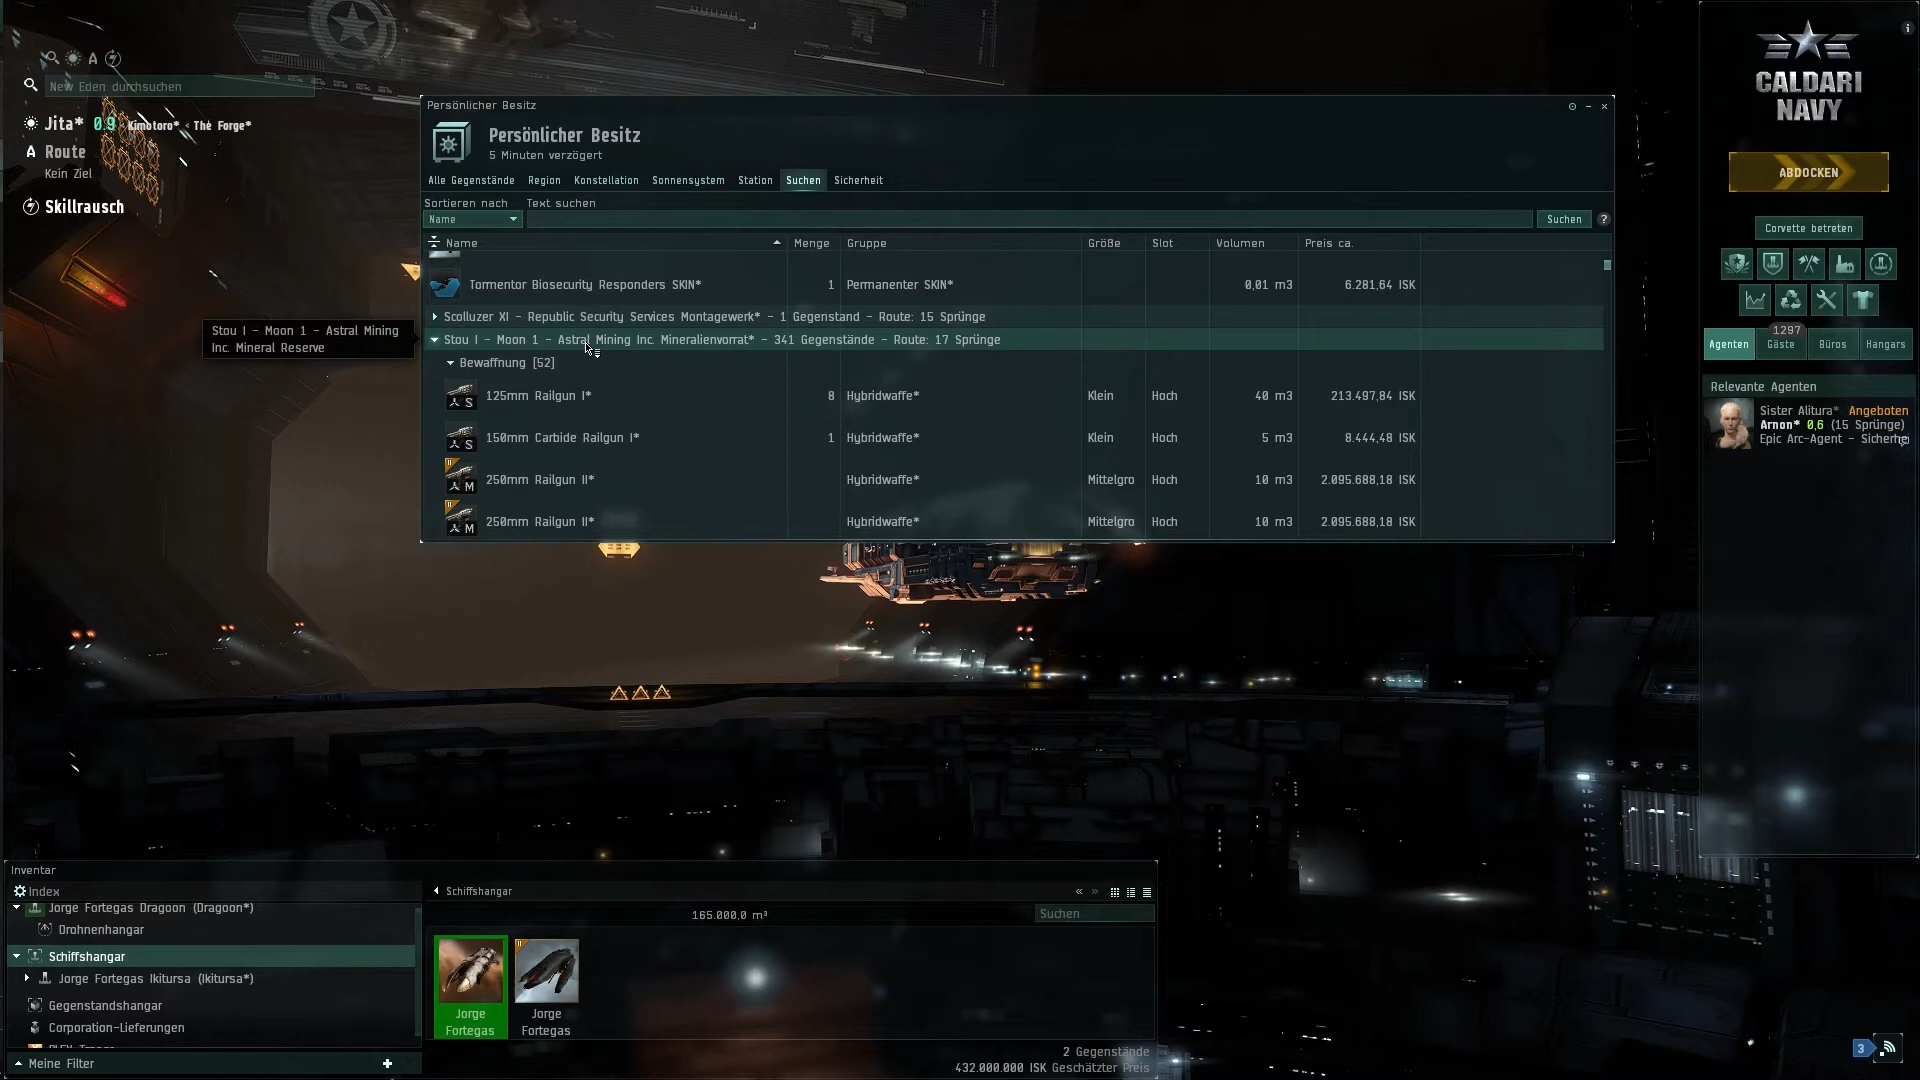 New Eden durchsuchen
Jita* 0,9 Kimotoro* < The Forge*
Route
Kein Ziel
Skillrausch
Stou I - Moon 1 - Astral Mining
Inc. Mineral Reserve
Persönlicher Besitz
Persönlicher Besitz
5 Minuten verzögert
Alle Gegenstände Region Konstellation Sonnensystem Station Suchen Sicherheit
Sortieren nach Text suchen
Name Suchen ?
Name Menge Gruppe Größe Slot Volumen Preis ca.
Tormentor Biosecurity Responders SKIN* 1 Permanenter SKIN* 0,01 m3 6.281,64 ISK
Scolluzer XI - Republic Security Services Montagewerk* - 1 Gegenstand - Route: 15 Sprünge
Stou I - Moon 1 - Astral Mining Inc. Mineralienvorrat* - 341 Gegenstände - Route: 17 Sprünge
Bewaffnung [52]
125mm Railgun I* 8 Hybridwaffe* Klein Hoch 40 m3 213.497,84 ISK
S
150mm Carbide Railgun I* 1 Hybridwaffe* Klein Hoch 5 m3 8.444,48 ISK
S
250mm Railgun II* Hybridwaffe* Mittelgro Hoch 10 m3 2.095.688,18 ISK
M
250mm Railgun II* Hybridwaffe* Mittelgro Hoch 10 m3 2.095.688,18 ISK
M
CALDARI
NAVY
ABDOCKEN
Corvette betreten
1297
Agenten Gäste Büros Hangars
Relevante Agenten
Sister Alitura* Angeboten
Arnon* 0,6 (15 Sprünge)
Epic Arc-Agent - Sicherhei
Inventar
Index
Jorge Fortegas Dragoon (Dragoon*)
Drohnenhangar
Schiffshangar
Jorge Fortegas Ikitursa (Ikitursa*)
Gegenstandshangar
Corporation-Lieferungen
Meine Filter
Schiffshangar
165.000,0 m³
Suchen
Jorge
Fortegas
Jorge
Fortegas
2 Gegenstände
432.000.000 ISK Geschätzter Preis
3